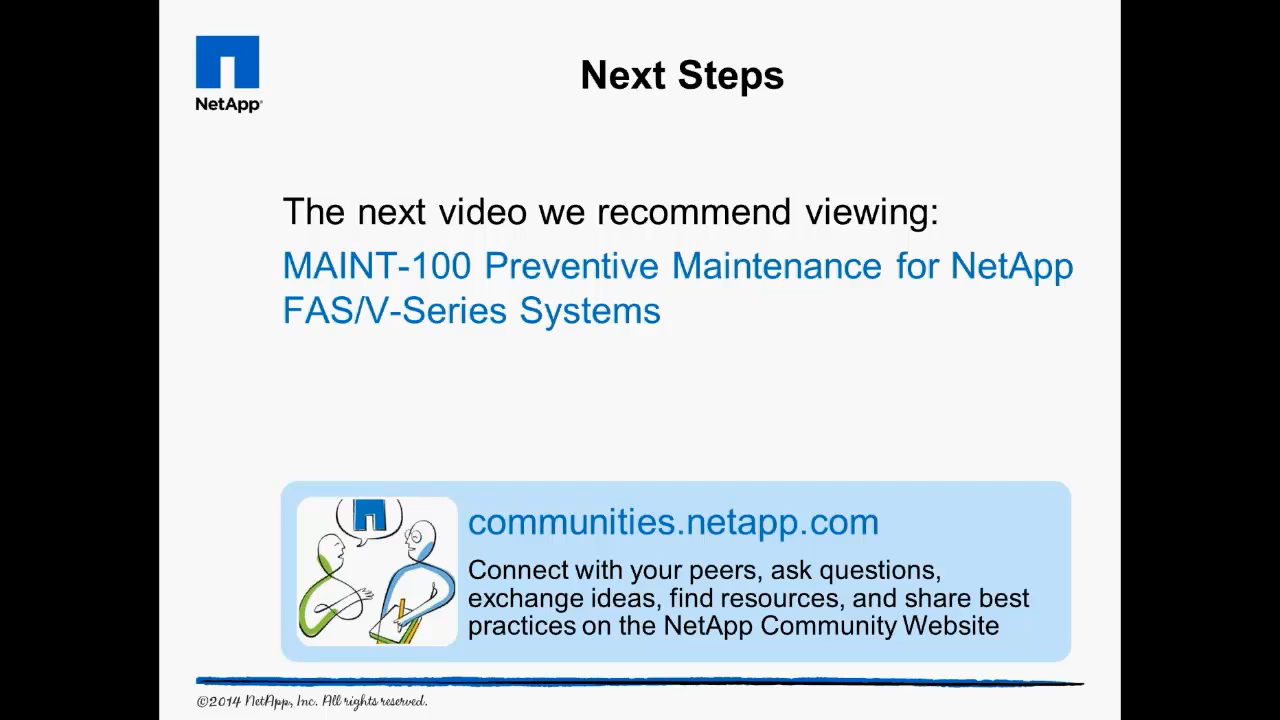 NetApp®
Next Steps
The next video we recommend viewing:
MAINT-100 Preventive Maintenance for NetApp
FAS/V-Series Systems
communities.netapp.com
Connect with your peers, ask questions,
exchange ideas, find resources, and share best
practices on the NetApp Community Website
©2014 NetApp, Inc. All rights reserved.